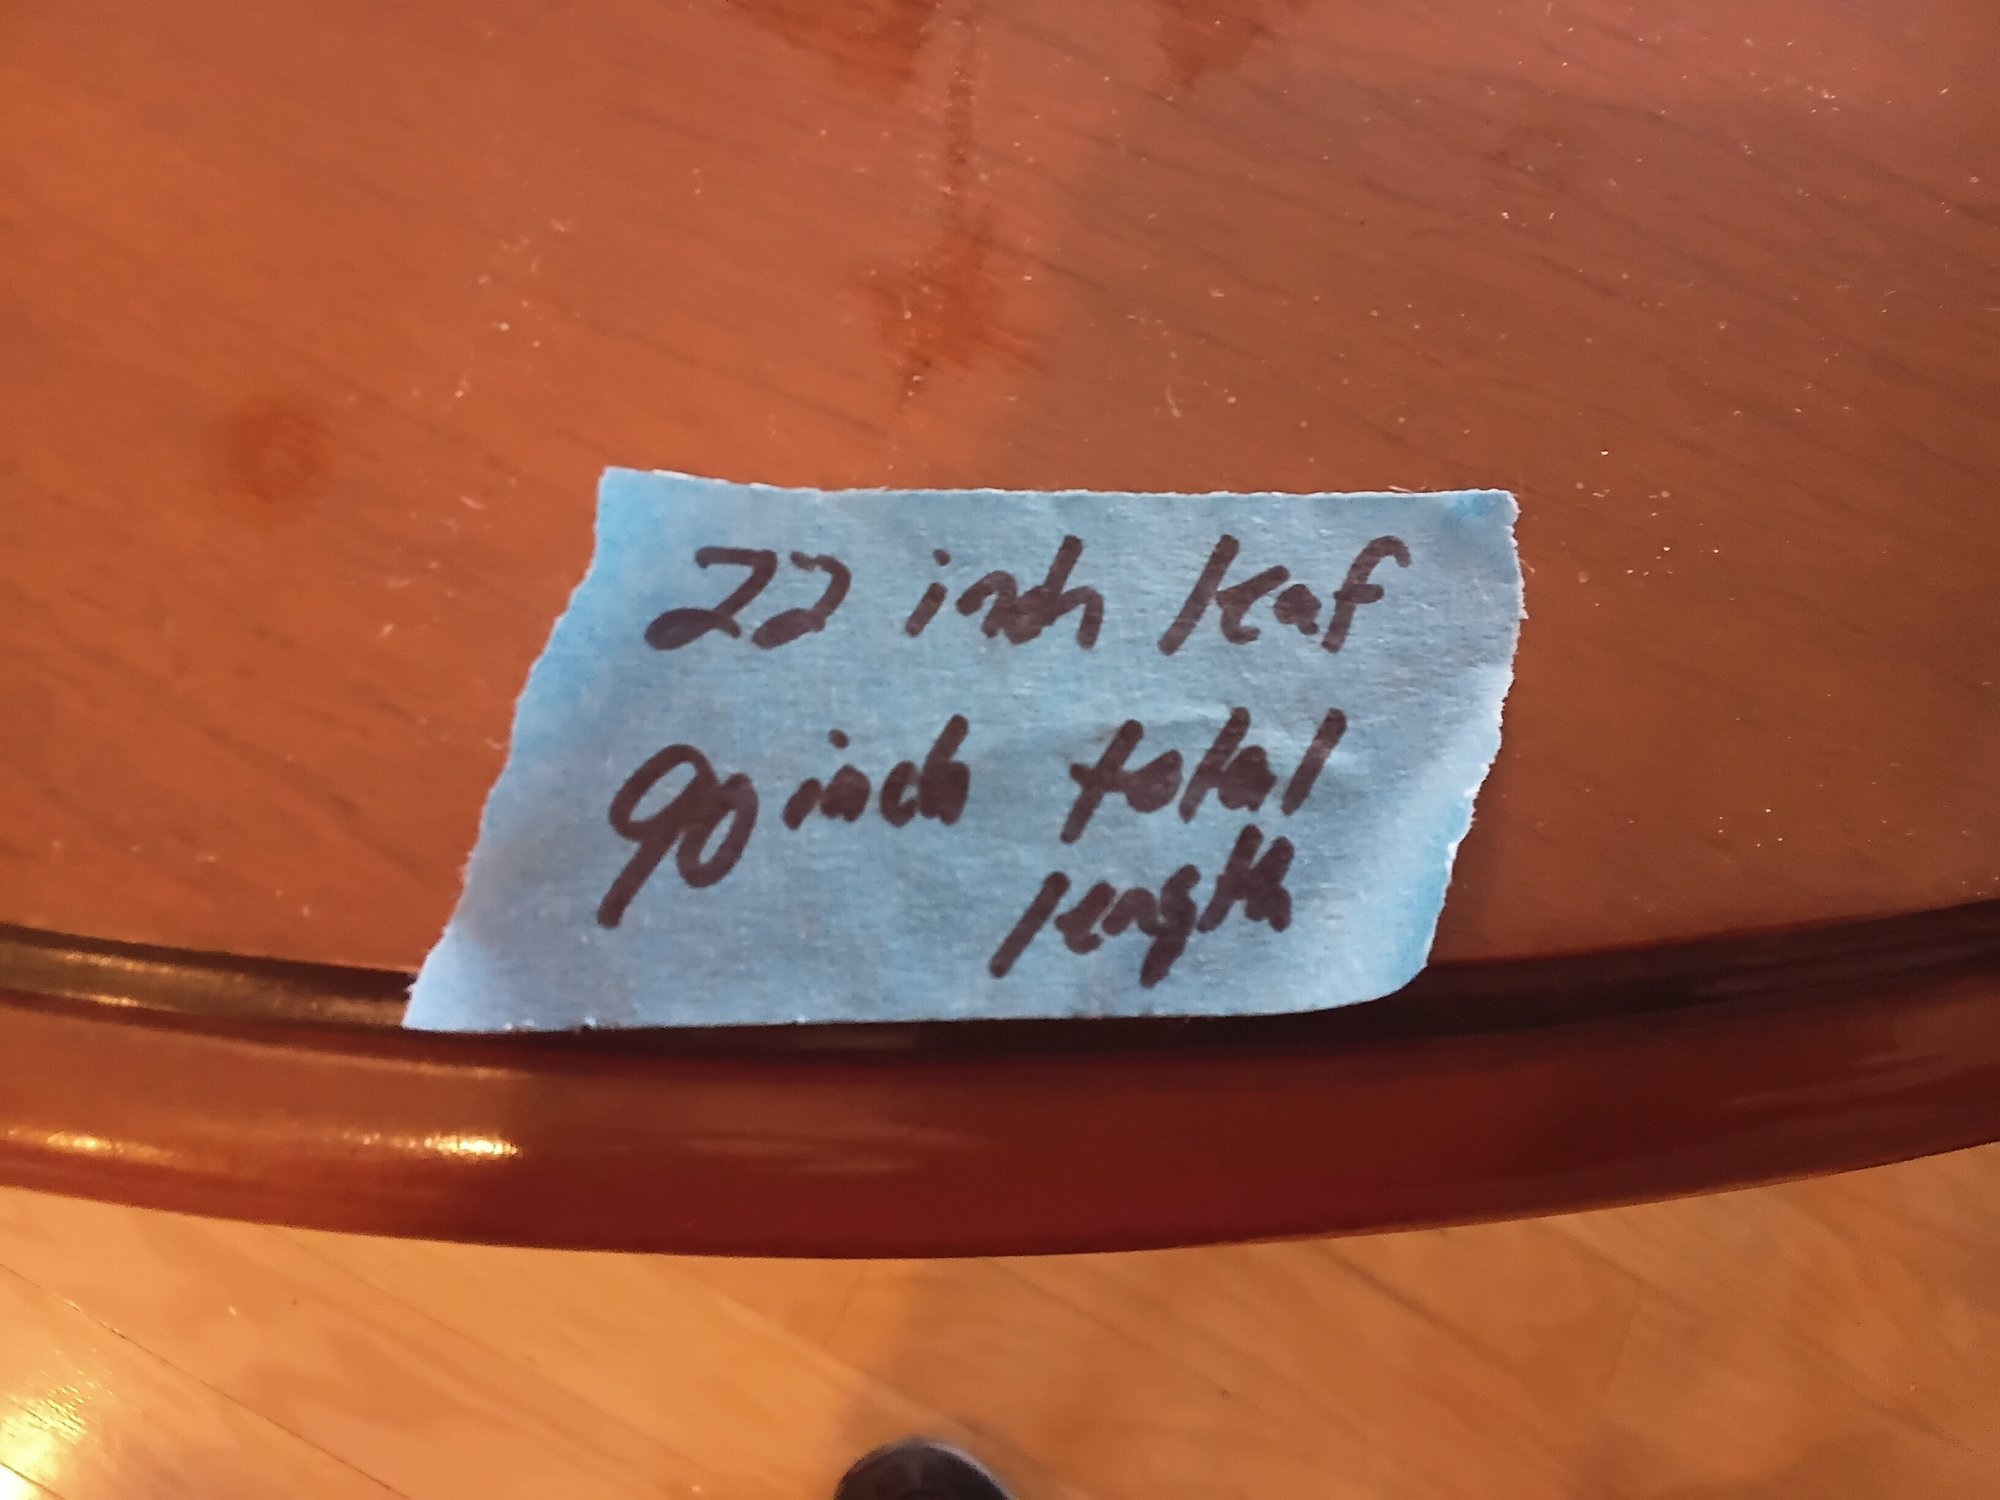 22 inch leaf
90 inch total
length